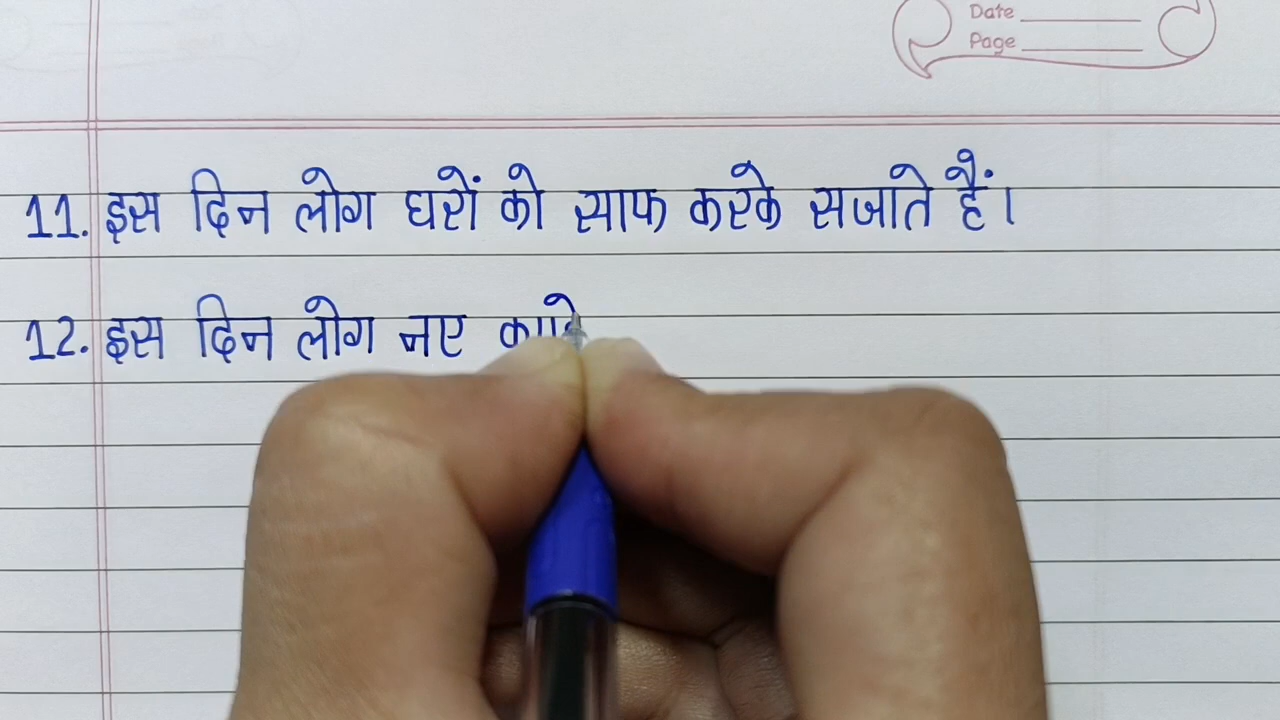 Date
Page
11. इस दिन लोग घरों को साफ करके सजाते हैं।
12. इस दिन लोग नए